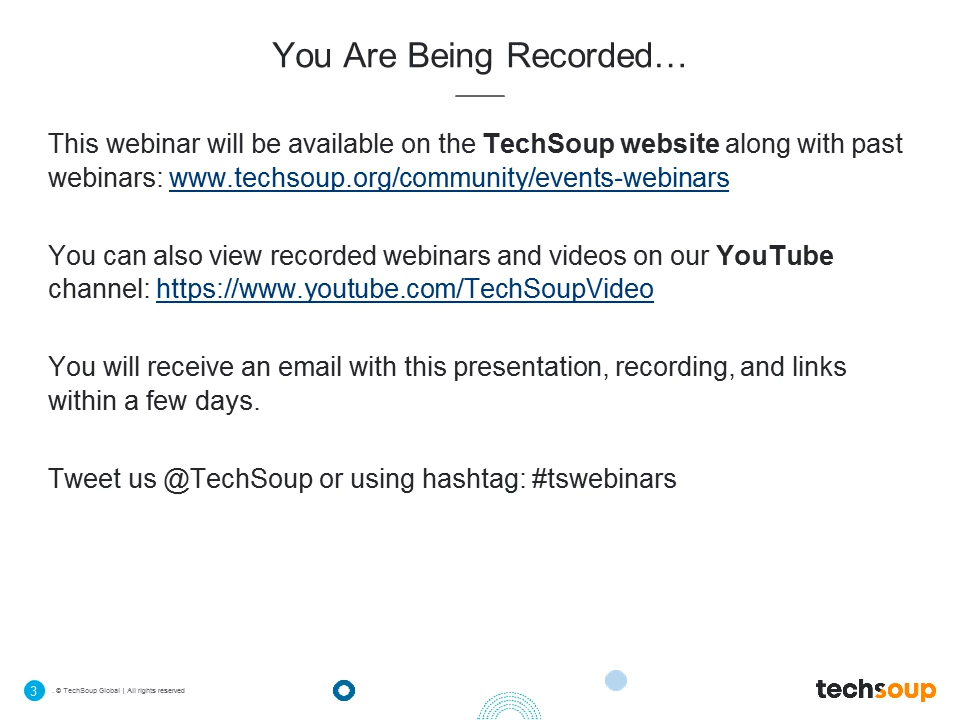 You Are Being Recorded…
This webinar will be available on the TechSoup website along with past
webinars: www.techsoup.org/community/events-webinars
You can also view recorded webinars and videos on our YouTube
channel: https://www.youtube.com/TechSoupVideo
You will receive an email with this presentation, recording, and links
within a few days.
Tweet us @TechSoup or using hashtag: #tswebinars
3 . © TechSoup Global | All rights reserved
techsoup